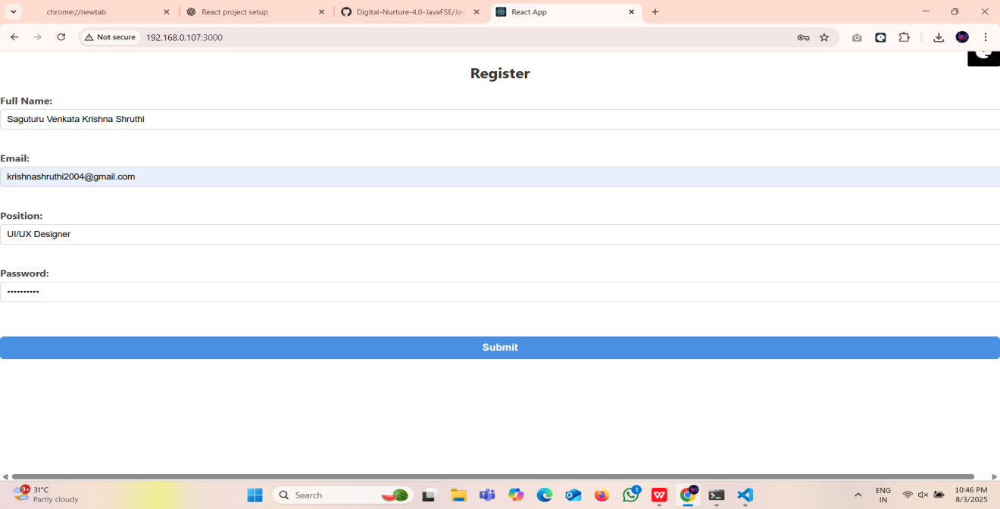 chrome://newtab
React project setup
Digital-Nurture-4.0-JavaFSE/Jav
React App
Not secure
192.168.0.107:3000
Register
Full Name:
Saguturu Venkata Krishna Shruthi
Email:
krishnashruthi2004@gmail.com
Position:
UI/UX Designer
Password:
••••••••••
Submit
9+
31°C
Partly cloudy
Search
1
ENG
IN
10:46 PM
8/3/2025